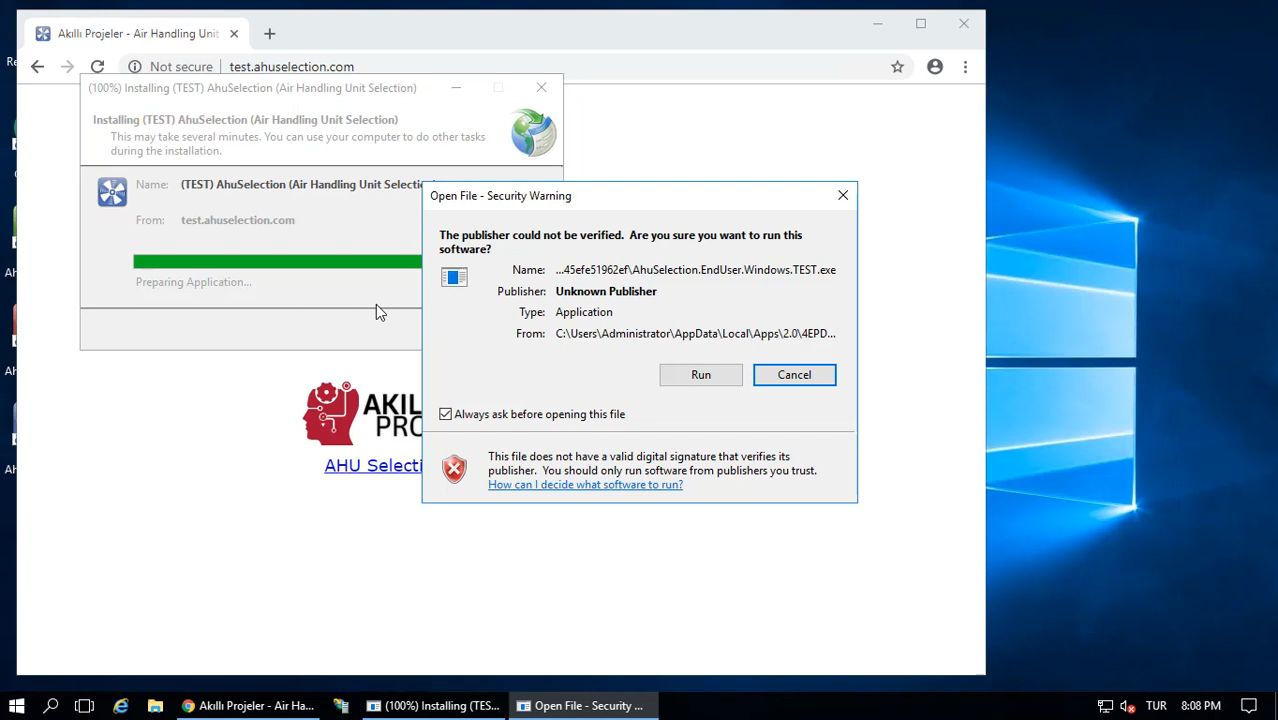 Akıllı Projeler - Air Handling Unit
Not secure
test.ahuselection.com
(100%) Installing (TEST) AhuSelection (Air Handling Unit Selection)
Installing (TEST) AhuSelection (Air Handling Unit Selection)
This may take several minutes. You can use your computer to do other tasks
during the installation.
Name: (TEST) AhuSelection (Air Handling Unit
From: test.ahuselection.com
Preparing Application...
Open File - Security Warning
The publisher could not be verified. Are you sure you want to run this
software?
Name: ...45efe51962ef\AhuSelection.EndUser.Windows.TEST.exe
Publisher: Unknown Publisher
Type: Application
From: C:\Users\Administrator\AppData\Local\Apps\2.0\4EPD...
Run
Cancel
Always ask before opening this file
This file does not have a valid digital signature that verifies its
publisher. You should only run software from publishers you trust.
How can I decide what software to run?
AKIL
PRO
AHU Selecti
Akıllı Projeler - Air Ha...
(100%) Installing (TES...
Open File - Security ...
TUR
8:08 PM